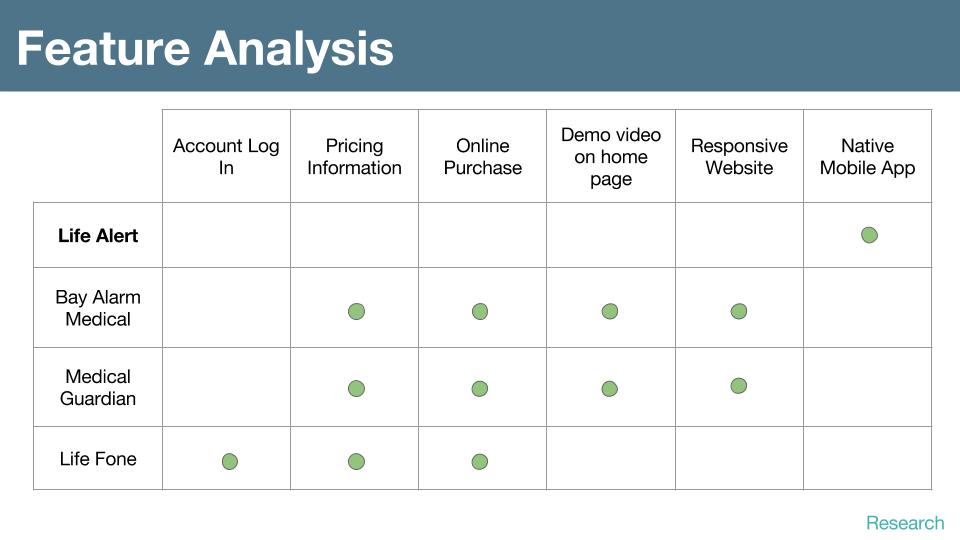 Feature Analysis
Account Log
In
Pricing
Information
Online
Purchase
Demo video
on home
page
Responsive
Website
Native
Mobile App
Life Alert
Bay Alarm
Medical
Medical
Guardian
Life Fone
Research